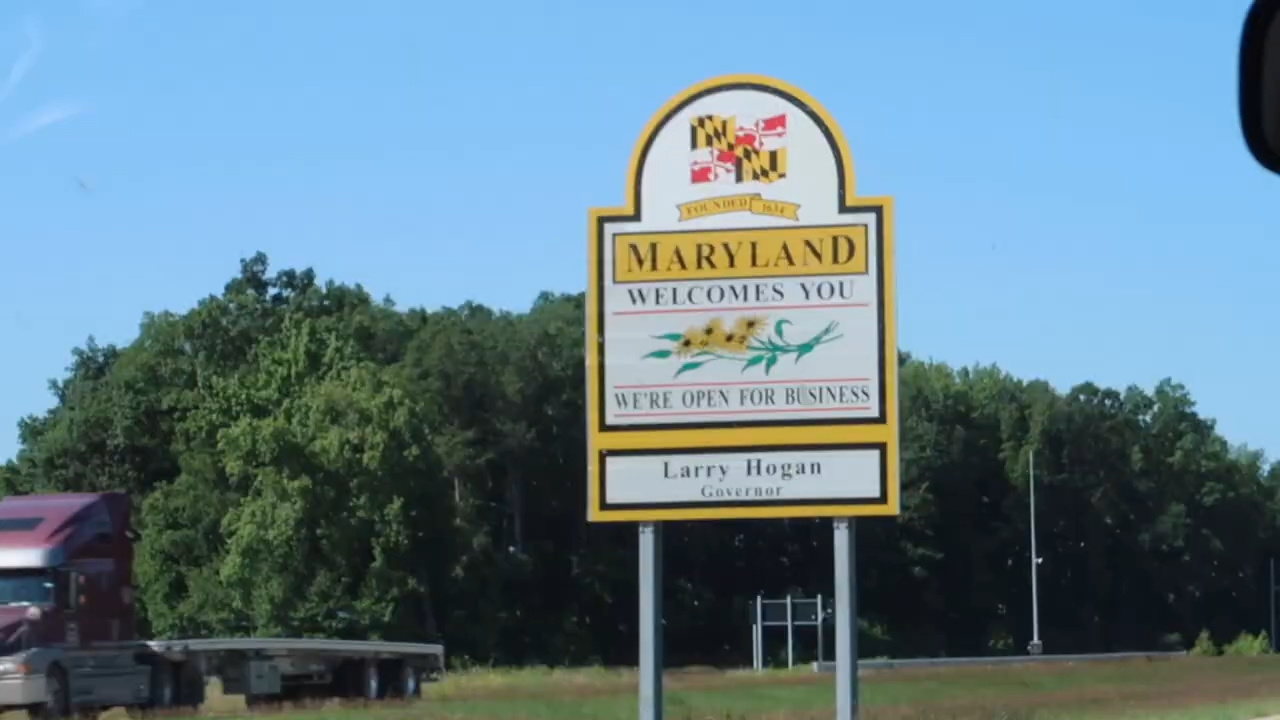 FOUNDED 1634
MARYLAND
WELCOMES YOU
WE'RE OPEN FOR BUSINESS
Larry Hogan
Governor